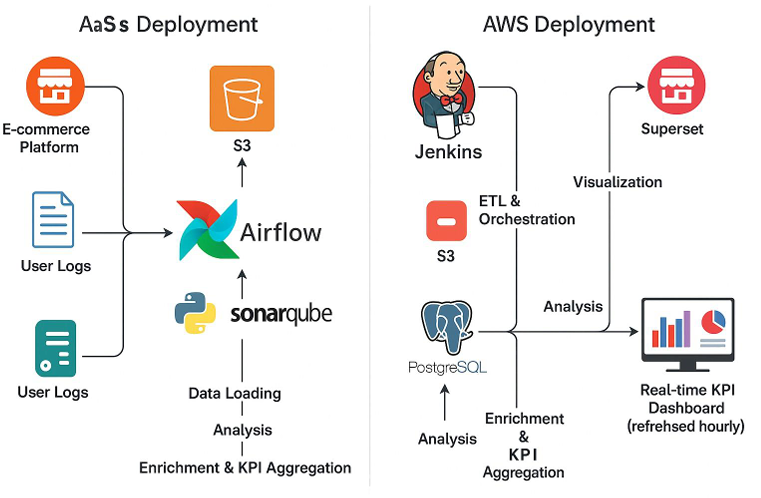 AaSs Deployment
E-commerce
Platform
S3
User Logs
Airflow
sonarqube
User Logs
Data Loading
Analysis
Enrichment & KPI Aggregation
AWS Deployment
Jenkins
Superset
Visualization
ETL &
Orchestration
S3
Analysis
PostgreSQL
Real-time KPI
Dashboard
(refrehsed hourly)
Analysis
Enrichment
&
KPI
Aggregation